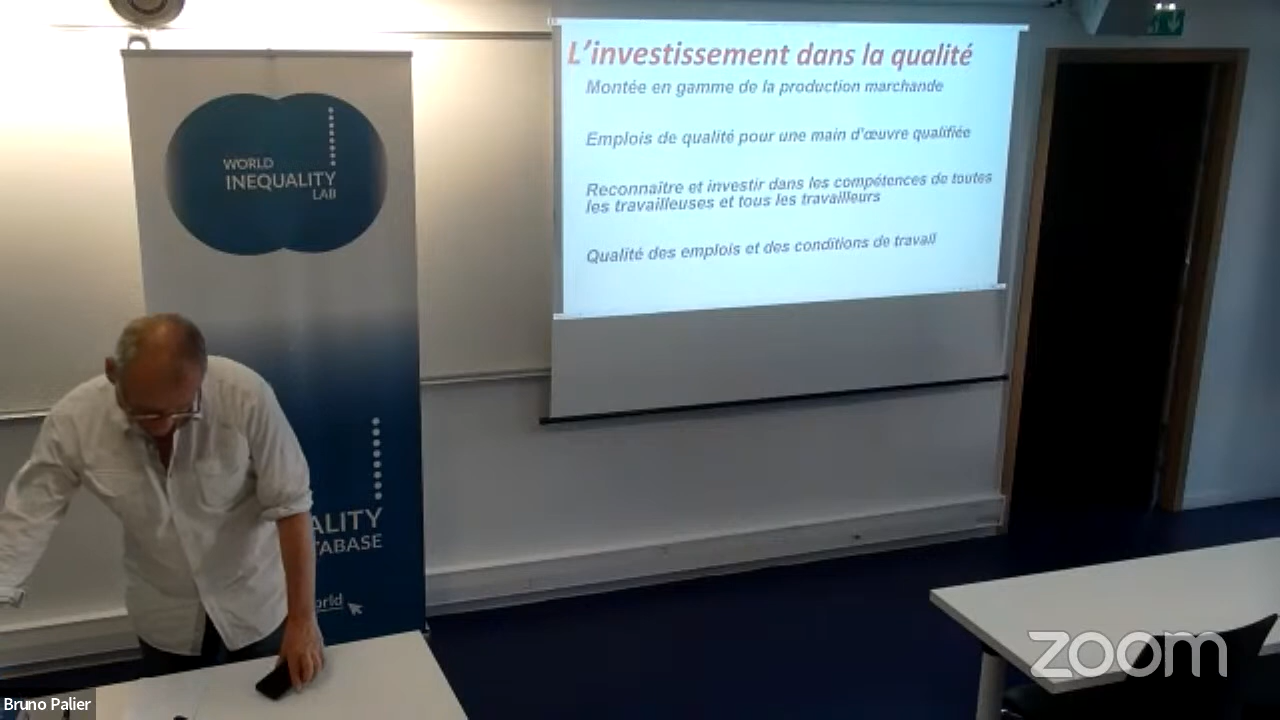 L'investissement dans la qualité
Montée en gamme de la production marchande
Emplois de qualité pour une main d'œuvre qualifiée
Reconnaître et investir dans les compétences de toutes
les travailleuses et tous les travailleurs
Qualité des emplois et des conditions de travail
WORLD
INEQUALITY
LAB
ALITY
TABASE
orld
Bruno Palier
zoom